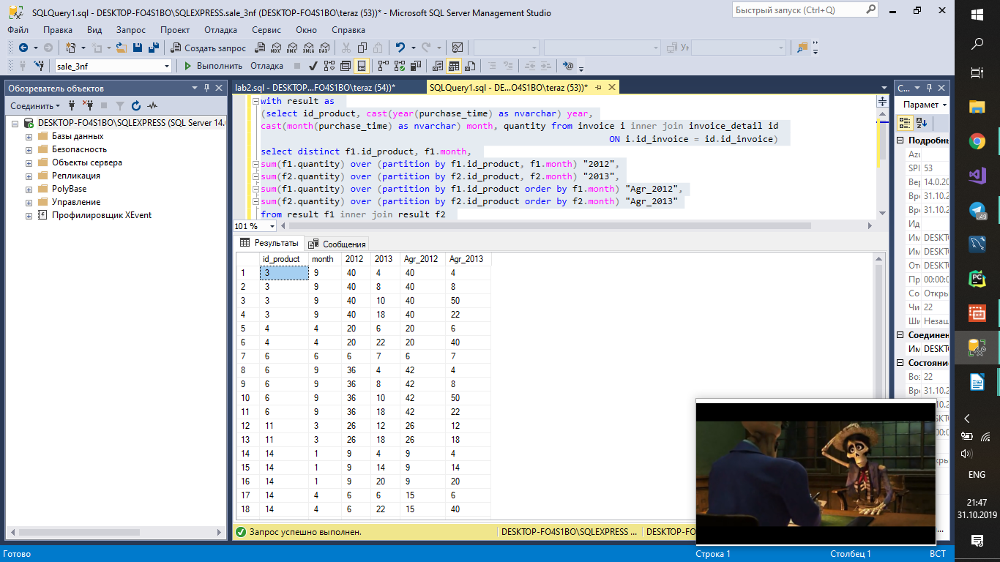 SQLQuery1.sql - DESKTOP-FO4S1BO\SQLEXPRESS.sale_3nf (DESKTOP-FO4S1BO\teraz (53))* - Microsoft SQL Server Management Studio
Быстрый запуск (Ctrl+Q)
Файл Правка Вид Запрос Проект Отладка Сервис Окно Справка
Создать запрос MDX DMX XMLA DAX
sale_3nf Выполнить Отладка
Обозреватель объектов
Соединить
DESKTOP-FO4S1BO\SQLEXPRESS (SQL Server 14.0
Базы данных
Безопасность
Объекты сервера
Репликация
PolyBase
Управление
Профилировщик XEvent
lab2.sql - DESKTOP...FO4S1BO\teraz (54))* SQLQuery1.sql - DE...O4S1BO\teraz (53))*
with result as
(select id_product, cast(year(purchase_time) as nvarchar) year,
cast(month(purchase_time) as nvarchar) month, quantity from invoice i inner join invoice_detail id
ON i.id_invoice = id.id_invoice)
select distinct f1.id_product, f1.month,
sum(f1.quantity) over (partition by f1.id_product, f1.month) "2012",
sum(f2.quantity) over (partition by f2.id_product, f2.month) "2013",
sum(f1.quantity) over (partition by f1.id_product order by f1.month) "Agr_2012",
sum(f2.quantity) over (partition by f2.id_product order by f2.month) "Agr_2013"
from result f1 inner join result f2
101 %
Результаты Сообщения
id_product month 2012 2013 Agr_2012 Agr_2013
1 3 9 40 4 40 4
2 3 9 40 8 40 8
3 3 9 40 10 40 50
4 3 9 40 18 40 22
5 4 4 20 6 20 6
6 4 4 20 22 20 40
7 6 6 6 7 6 7
8 6 9 36 4 42 4
9 6 9 36 8 42 8
10 6 9 36 10 42 50
11 6 9 36 18 42 22
12 11 3 26 12 26 12
13 11 3 26 18 26 18
14 14 1 9 4 9 4
15 14 1 9 14 9 14
16 14 1 9 20 9 20
17 14 4 6 6 15 6
18 14 4 6 22 15 40
Запрос успешно выполнен. DESKTOP-FO4S1BO\SQLEXPRESS ... DESKTOP-FO
С...
Параметр
Подробны
Azu
SPI 53
Вер 14.0.20
Вре 31.10.2
Вре 31.10.2
Ид
Им DESKTO
Им DESKTO
Отс DESKTO
Пр 00:00:0
Со Откры
Чи 22
Ши Незаш
Соединен
Им DESKTO
Состояние
Воз 22
Вре 31.10.2
Готово Строка 1 Столбец 1 ВСТ
49
PC
ENG
21:47
31.10.2019